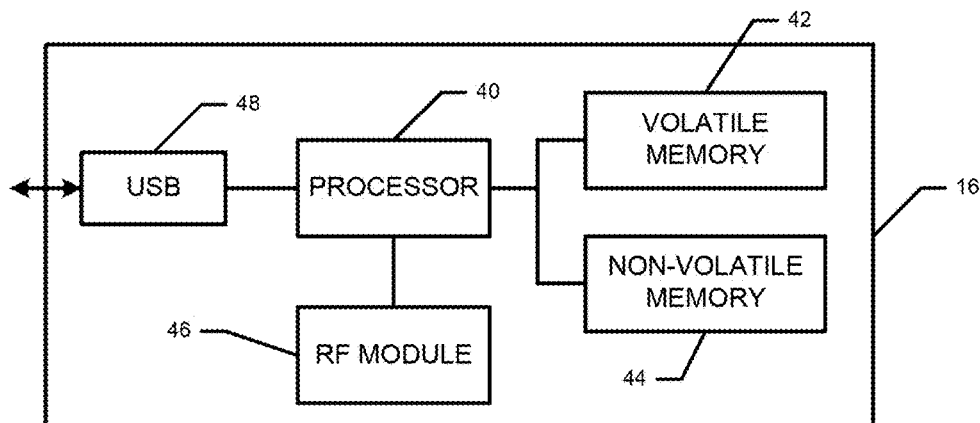 42
48
40
VOLATILE
MEMORY
USB
PROCESSOR
16
NON-VOLATILE
MEMORY
46
RF MODULE
44